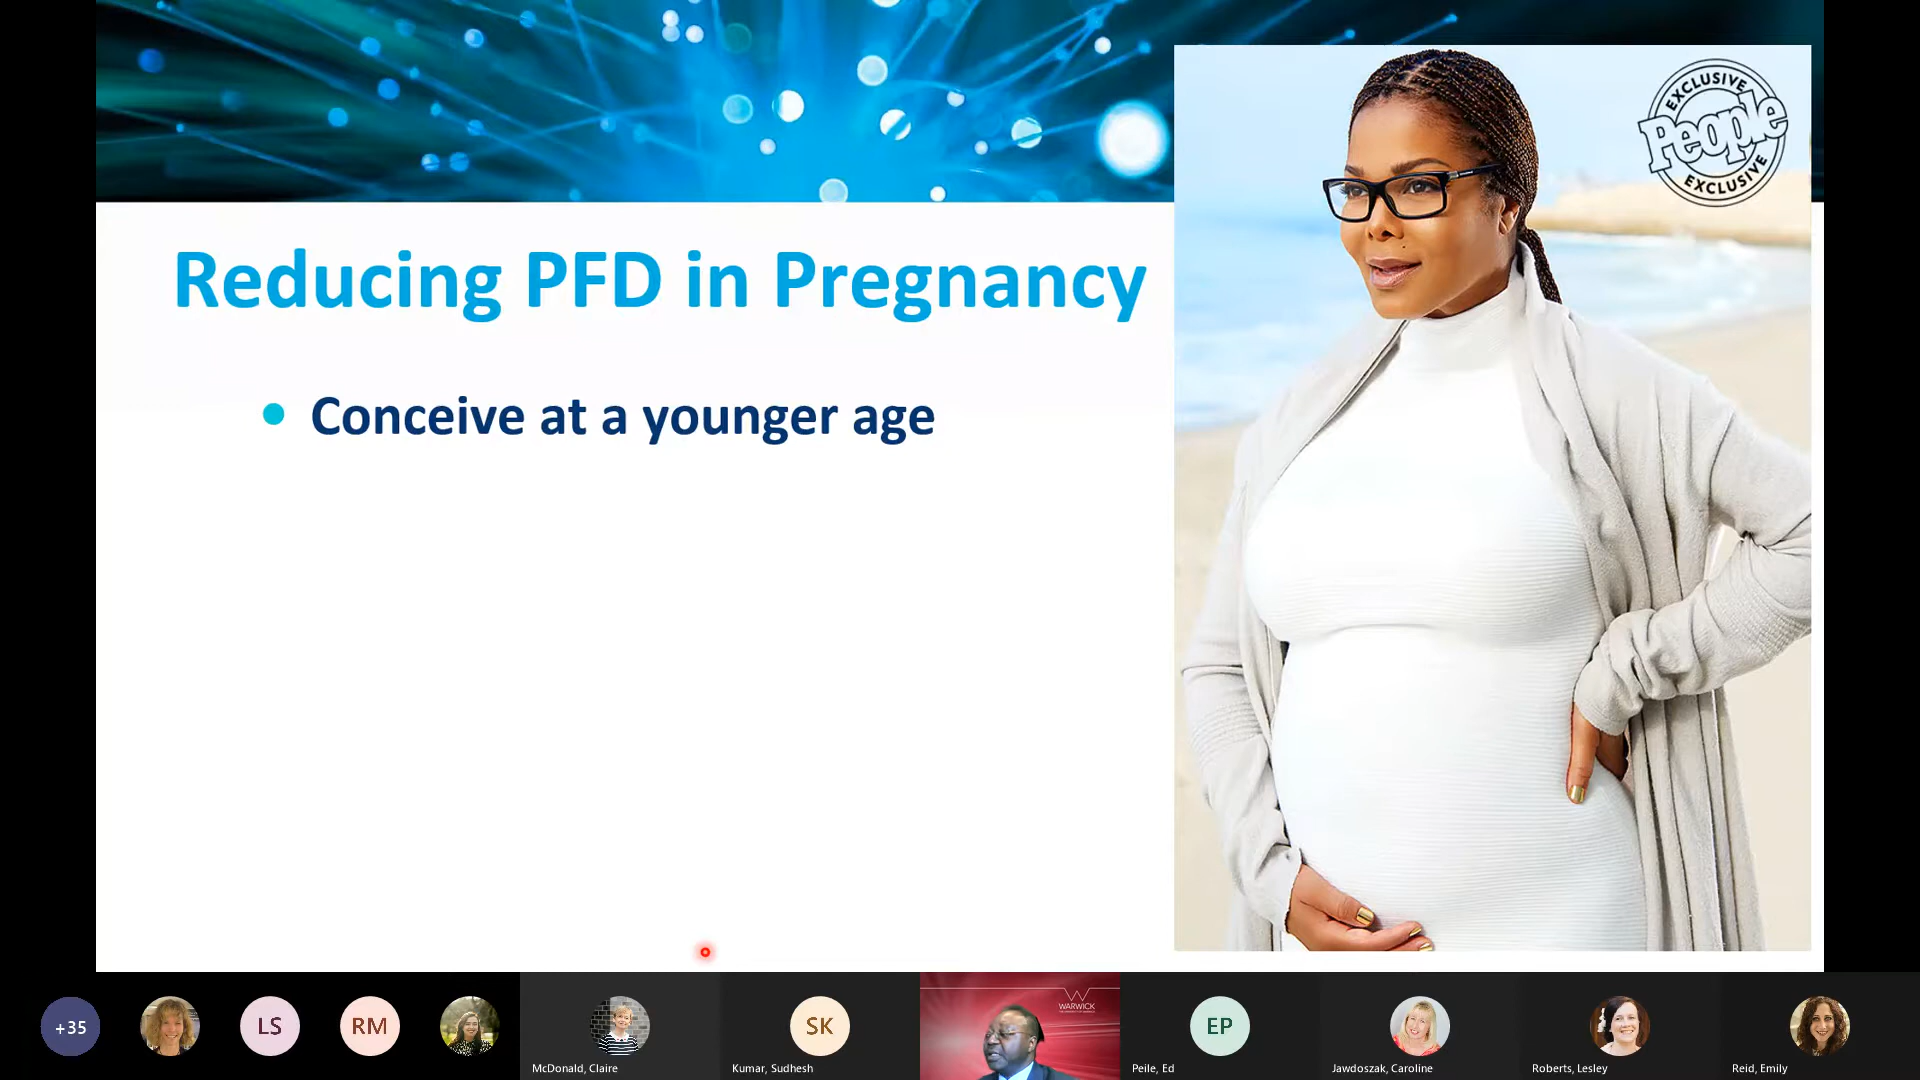 EXCLUSIVE
People
EXCLUSIVE
Reducing PFD in Pregnancy
Conceive at a younger age
+35
LS
RM
McDonald, Claire
SK
Kumar, Sudhesh
WARWICK
EP
Peile, Ed
Jawdoszak, Caroline
Roberts, Lesley
Reid, Emily